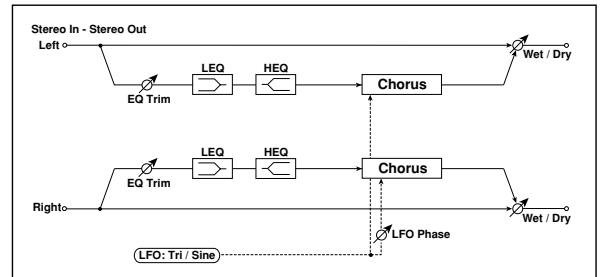 Stereo In - Stereo Out
Left
Wet / Dry
LEQ HEQ
EQ Trim
Chorus
LEQ HEQ
EQ Trim
Chorus
Right
Wet / Dry
LFO Phase
LFO: Tri / Sine